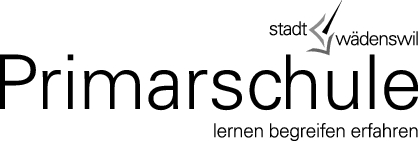 stadt
wädenswil
Primarschule
lernen begreifen erfahren